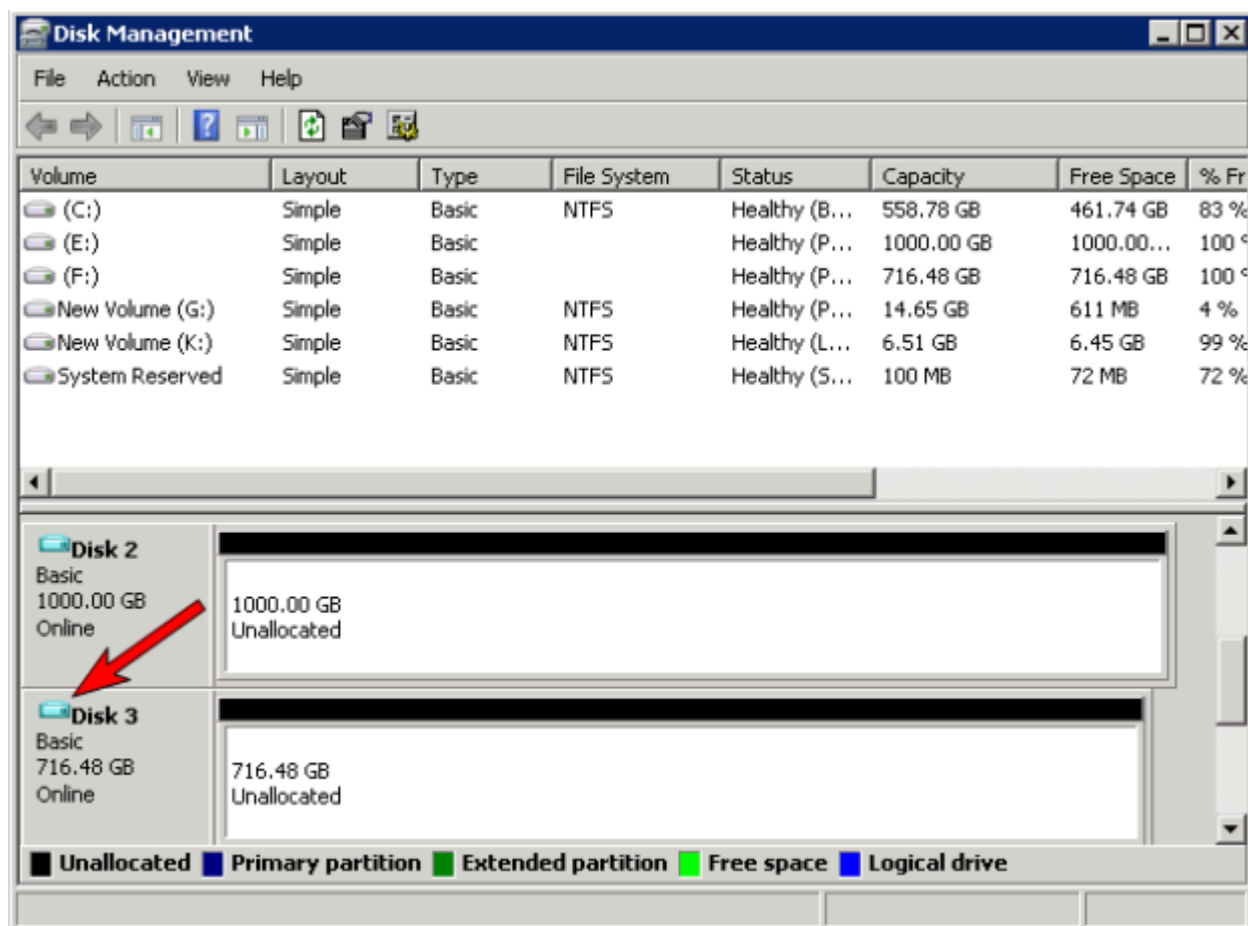 Disk Management
File Action View Help
Volume Layout Type File System Status Capacity Free Space % Fr
(C:) Simple Basic NTFS Healthy (B... 558.78 GB 461.74 GB 83 %
(E:) Simple Basic Healthy (P... 1000.00 GB 1000.00... 100 %
(F:) Simple Basic Healthy (P... 716.48 GB 716.48 GB 100 %
New Volume (G:) Simple Basic NTFS Healthy (P... 14.65 GB 611 MB 4 %
New Volume (K:) Simple Basic NTFS Healthy (L... 6.51 GB 6.45 GB 99 %
System Reserved Simple Basic NTFS Healthy (S... 100 MB 72 MB 72 %
Disk 2
Basic
1000.00 GB
Online
1000.00 GB
Unallocated
Disk 3
Basic
716.48 GB
Online
716.48 GB
Unallocated
Unallocated Primary partition Extended partition Free space Logical drive